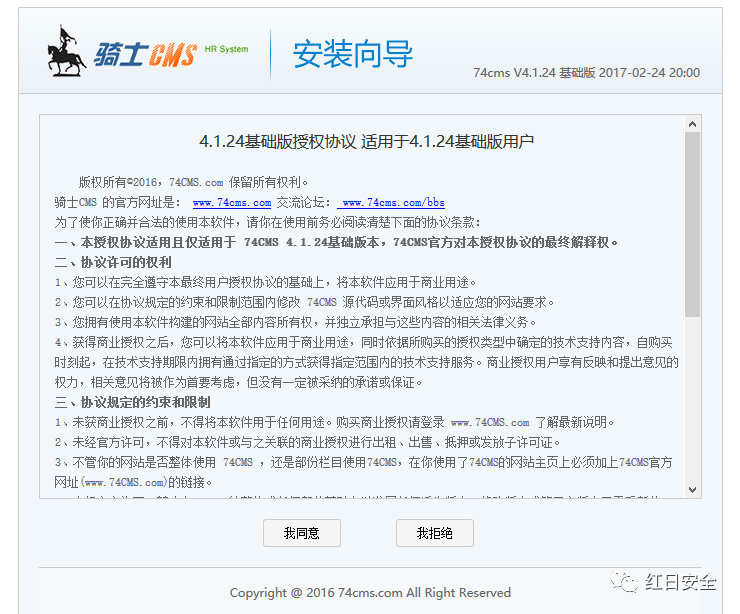 骑士CMS HR System
安装向导
74cms V4.1.24 基础版 2017-02-24 20:00
4.1.24基础版授权协议 适用于4.1.24基础版用户
版权所有©2016，74CMS.com 保留所有权利。
骑士CMS 的官方网址是： www.74cms.com 交流论坛： www.74cms.com/bbs
为了使你正确并合法的使用本软件，请你在使用前务必阅读清楚下面的协议条款：
一、本授权协议适用且仅适用于 74CMS 4.1.24基础版本，74CMS官方对本授权协议的最终解释权。
二、协议许可的权利
1、您可以在完全遵守本最终用户授权协议的基础上，将本软件应用于商业用途。
2、您可以在协议规定的约束和限制范围内修改 74CMS 源代码或界面风格以适应您的网站要求。
3、您拥有使用本软件构建的网站全部内容所有权，并独立承担与这些内容的相关法律义务。
4、获得商业授权之后，您可以将本软件应用于商业用途，同时依据所购买的授权类型中确定的技术支持内容，自购买
时刻起，在技术支持期限内拥有通过指定的方式获得指定范围内的技术支持服务。商业授权用户享有反映和提出意见的
权力，相关意见将被作为首要考虑，但没有一定被采纳的承诺或保证。
三、协议规定的约束和限制
1、未获商业授权之前，不得将本软件用于任何用途。购买商业授权请登录 www.74CMS.com 了解最新说明。
2、未经官方许可，不得对本软件或与之关联的商业授权进行出租、出售、抵押或发放子许可证。
3、不管你的网站是否整体使用 74CMS ，还是部份栏目使用74CMS，在你使用了74CMS的网站主页上必须加上74CMS官方
网址(www.74CMS.com)的链接。
我同意
我拒绝
Copyright @ 2016 74cms.com All Right Reserved
红日安全